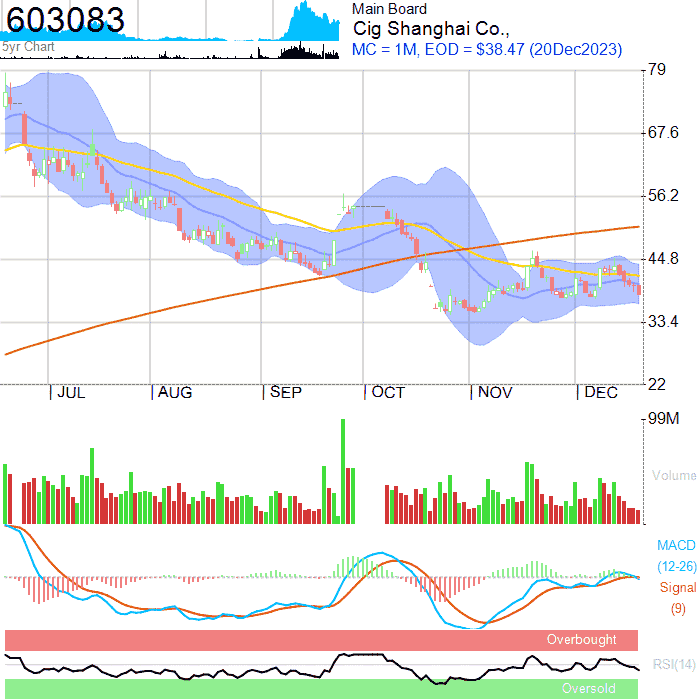 603083
5yr Chart
Main Board
Cig Shanghai Co.,
MC = 1M, EOD = $38.47 (20Dec2023)
79
67.6
56.2
44.8
33.4
22
JUL AUG SEP OCT NOV DEC
99M
Volume
MACD
(12-26)
Signal
(9)
Overbought
RSI(14)
Oversold